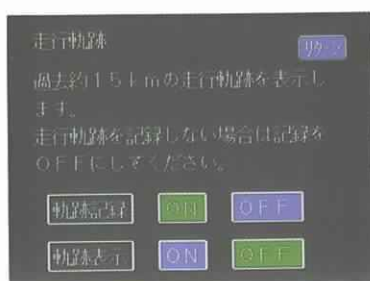 走行軌跡
リターン
過去約15kmの走行軌跡を表示し
ます。
走行軌跡を記録しない場合は記録を
OFFにしてください。
軌跡記録 ON OFF
軌跡表示 ON OFF